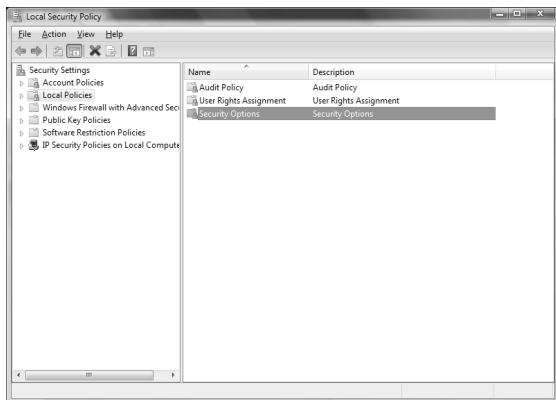 Local Security Policy
File Action View Help
Security Settings
Account Policies
Local Policies
Windows Firewall with Advanced Secu
Public Key Policies
Software Restriction Policies
IP Security Policies on Local Compute
Name Description
Audit Policy Audit Policy
User Rights Assignment User Rights Assignment
Security Options Security Options